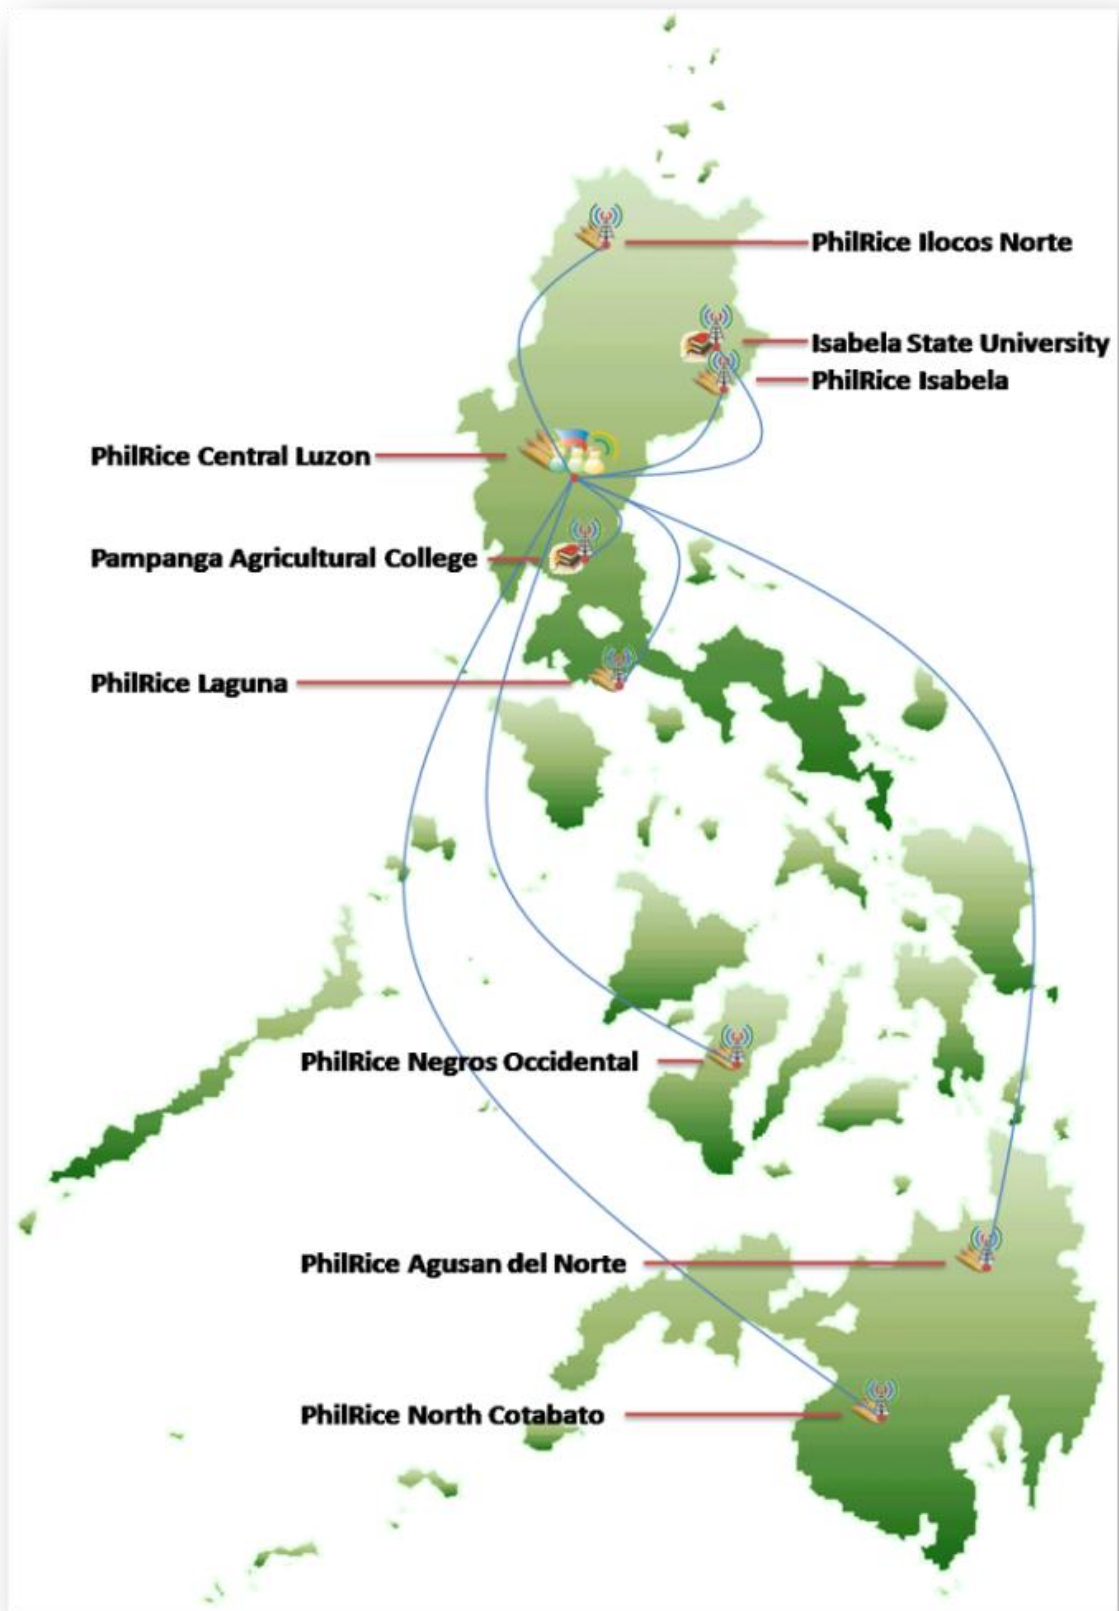 PhilRice Ilocos Norte
Isabela State University
PhilRice Isabela
PhilRice Central Luzon
Pampanga Agricultural College
PhilRice Laguna
PhilRice Negros Occidental
PhilRice Agusan del Norte
PhilRice North Cotabato